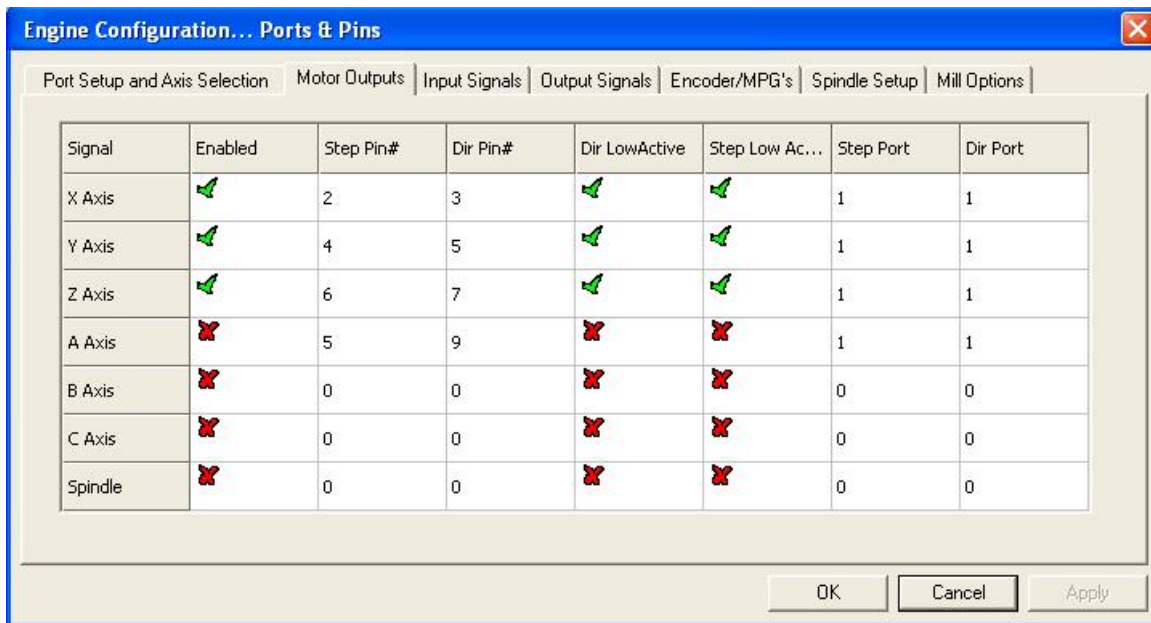 Engine Configuration... Ports & Pins
Port Setup and Axis Selection Motor Outputs Input Signals Output Signals Encoder/MPG's Spindle Setup Mill Options
Signal Enabled Step Pin# Dir Pin# Dir LowActive Step Low Ac... Step Port Dir Port
X Axis 2 3 1 1
Y Axis 4 5 1 1
Z Axis 6 7 1 1
A Axis 5 9 1 1
B Axis 0 0 0 0
C Axis 0 0 0 0
Spindle 0 0 0 0
OK Cancel Apply